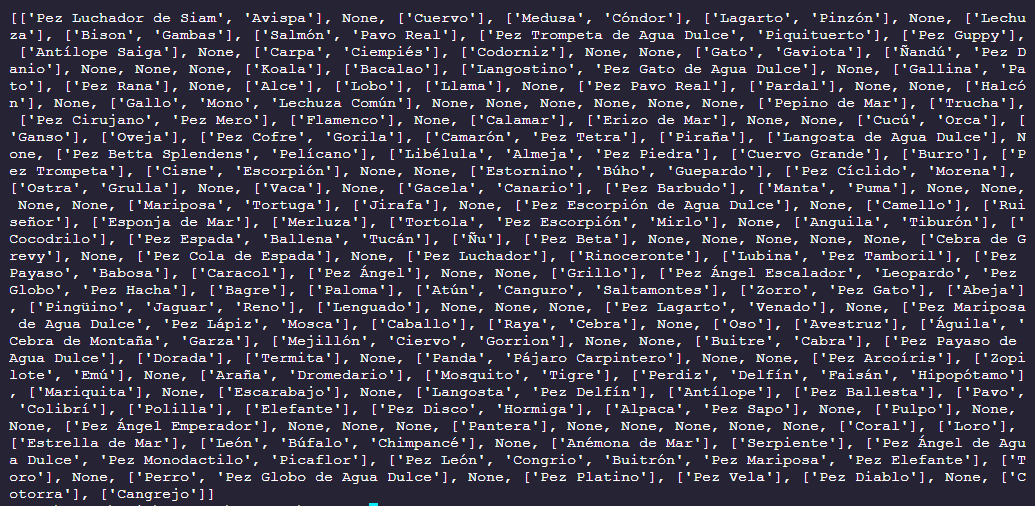 [['Pez Luchador de Siam', 'Avispa'], None, ['Cuervo'], ['Medusa', 'Cóndor'], ['Lagarto', 'Pinzón'], None, ['Lechu
za'], ['Bison', 'Gambas'], ['Salmón', 'Pavo Real'], ['Pez Trompeta de Agua Dulce', 'Piquituerto'], ['Pez Guppy'],
 ['Antílope Saiga'], None, ['Carpa', 'Ciempiés'], ['Codorniz'], None, None, ['Gato', 'Gaviota'], ['Ñandú', 'Pez D
anio'], None, None, None, ['Koala'], ['Bacalao'], ['Langostino', 'Pez Gato de Agua Dulce'], None, ['Gallina', 'Pa
to'], ['Pez Rana'], None, ['Alce'], ['Lobo'], ['Llama'], None, ['Pez Pavo Real'], ['Pardal'], None, None, ['Halcó
n'], None, ['Gallo', 'Mono', 'Lechuza Común'], None, None, None, None, None, None, None, ['Pepino de Mar'], ['Trucha'],
 ['Pez Cirujano', 'Pez Mero'], ['Flamenco'], None, ['Calamar'], ['Erizo de Mar'], None, None, ['Cucú', 'Orca'], [
'Ganso'], ['Oveja'], ['Pez Cofre', 'Gorila'], ['Camarón', 'Pez Tetra'], ['Piraña'], ['Langosta de Agua Dulce'], N
one, ['Pez Betta Splendens', 'Pelícano'], ['Libélula', 'Almeja', 'Pez Piedra'], ['Cuervo Grande'], ['Burro'], ['P
ez Trompeta'], ['Cisne', 'Escorpión'], None, None, ['Estornino', 'Búho', 'Guepardo'], ['Pez Cíclido', 'Morena'],
['Ostra', 'Grulla'], None, ['Vaca'], None, ['Gacela', 'Canario'], ['Pez Barbudo'], ['Manta', 'Puma'], None, None,
 None, None, ['Mariposa', 'Tortuga'], ['Jirafa'], None, ['Pez Escorpión de Agua Dulce'], None, ['Camello'], ['Rui
señor'], ['Esponja de Mar'], ['Merluza'], ['Tortola', 'Pez Escorpión', 'Mirlo'], None, ['Anguila', 'Tiburón'], ['
Cocodrilo'], ['Pez Espada', 'Ballena', 'Tucán'], ['Ñu'], ['Pez Beta'], None, None, None, None, None, ['Cebra de G
revy'], None, ['Pez Cola de Espada'], None, ['Pez Luchador'], ['Rinoceronte'], ['Lubina', 'Pez Tamboril'], ['Pez
Payaso', 'Babosa'], ['Caracol'], ['Pez Ángel'], None, None, ['Grillo'], ['Pez Ángel Escalador', 'Leopardo', 'Pez
Globo', 'Pez Hacha'], ['Bagre'], ['Paloma'], ['Atún', 'Canguro', 'Saltamontes'], ['Zorro', 'Pez Gato'], ['Abeja']
, ['Pingüino', 'Jaguar', 'Reno'], ['Lenguado'], None, None, None, ['Pez Lagarto', 'Venado'], None, ['Pez Mariposa
 de Agua Dulce', 'Pez Lápiz', 'Mosca'], ['Caballo'], ['Raya', 'Cebra'], None, ['Oso'], ['Avestruz'], ['Águila', '
Cebra de Montaña', 'Garza'], ['Mejillón', 'Ciervo', 'Gorrion'], None, None, ['Buitre', 'Cabra'], ['Pez Payaso de
Agua Dulce'], ['Dorada'], ['Termita'], None, ['Panda', 'Pájaro Carpintero'], None, None, ['Pez Arcoíris'], ['Zopi
lote', 'Emú'], None, ['Araña', 'Dromedario'], ['Mosquito', 'Tigre'], ['Perdiz', 'Delfín', 'Faisán', 'Hipopótamo']
, ['Mariquita'], None, ['Escarabajo'], None, ['Langosta', 'Pez Delfín'], ['Antílope'], ['Pez Ballesta'], ['Pavo',
 'Colibrí'], ['Polilla'], ['Elefante'], ['Pez Disco', 'Hormiga'], ['Alpaca', 'Pez Sapo'], None, ['Pulpo'], None,
None, ['Pez Ángel Emperador'], None, None, None, ['Pantera'], None, None, None, None, None, ['Coral'], ['Loro'],
['Estrella de Mar'], ['León', 'Búfalo', 'Chimpancé'], None, ['Anémona de Mar'], ['Serpiente'], ['Pez Ángel de Agu
a Dulce', 'Pez Monodactilo', 'Picaflor'], ['Pez León', 'Congrio', 'Buitrón', 'Pez Mariposa', 'Pez Elefante'], ['T
oro'], None, ['Perro', 'Pez Globo de Agua Dulce'], None, ['Pez Platino'], ['Pez Vela'], ['Pez Diablo'], None, ['C
otorra'], ['Cangrejo']]